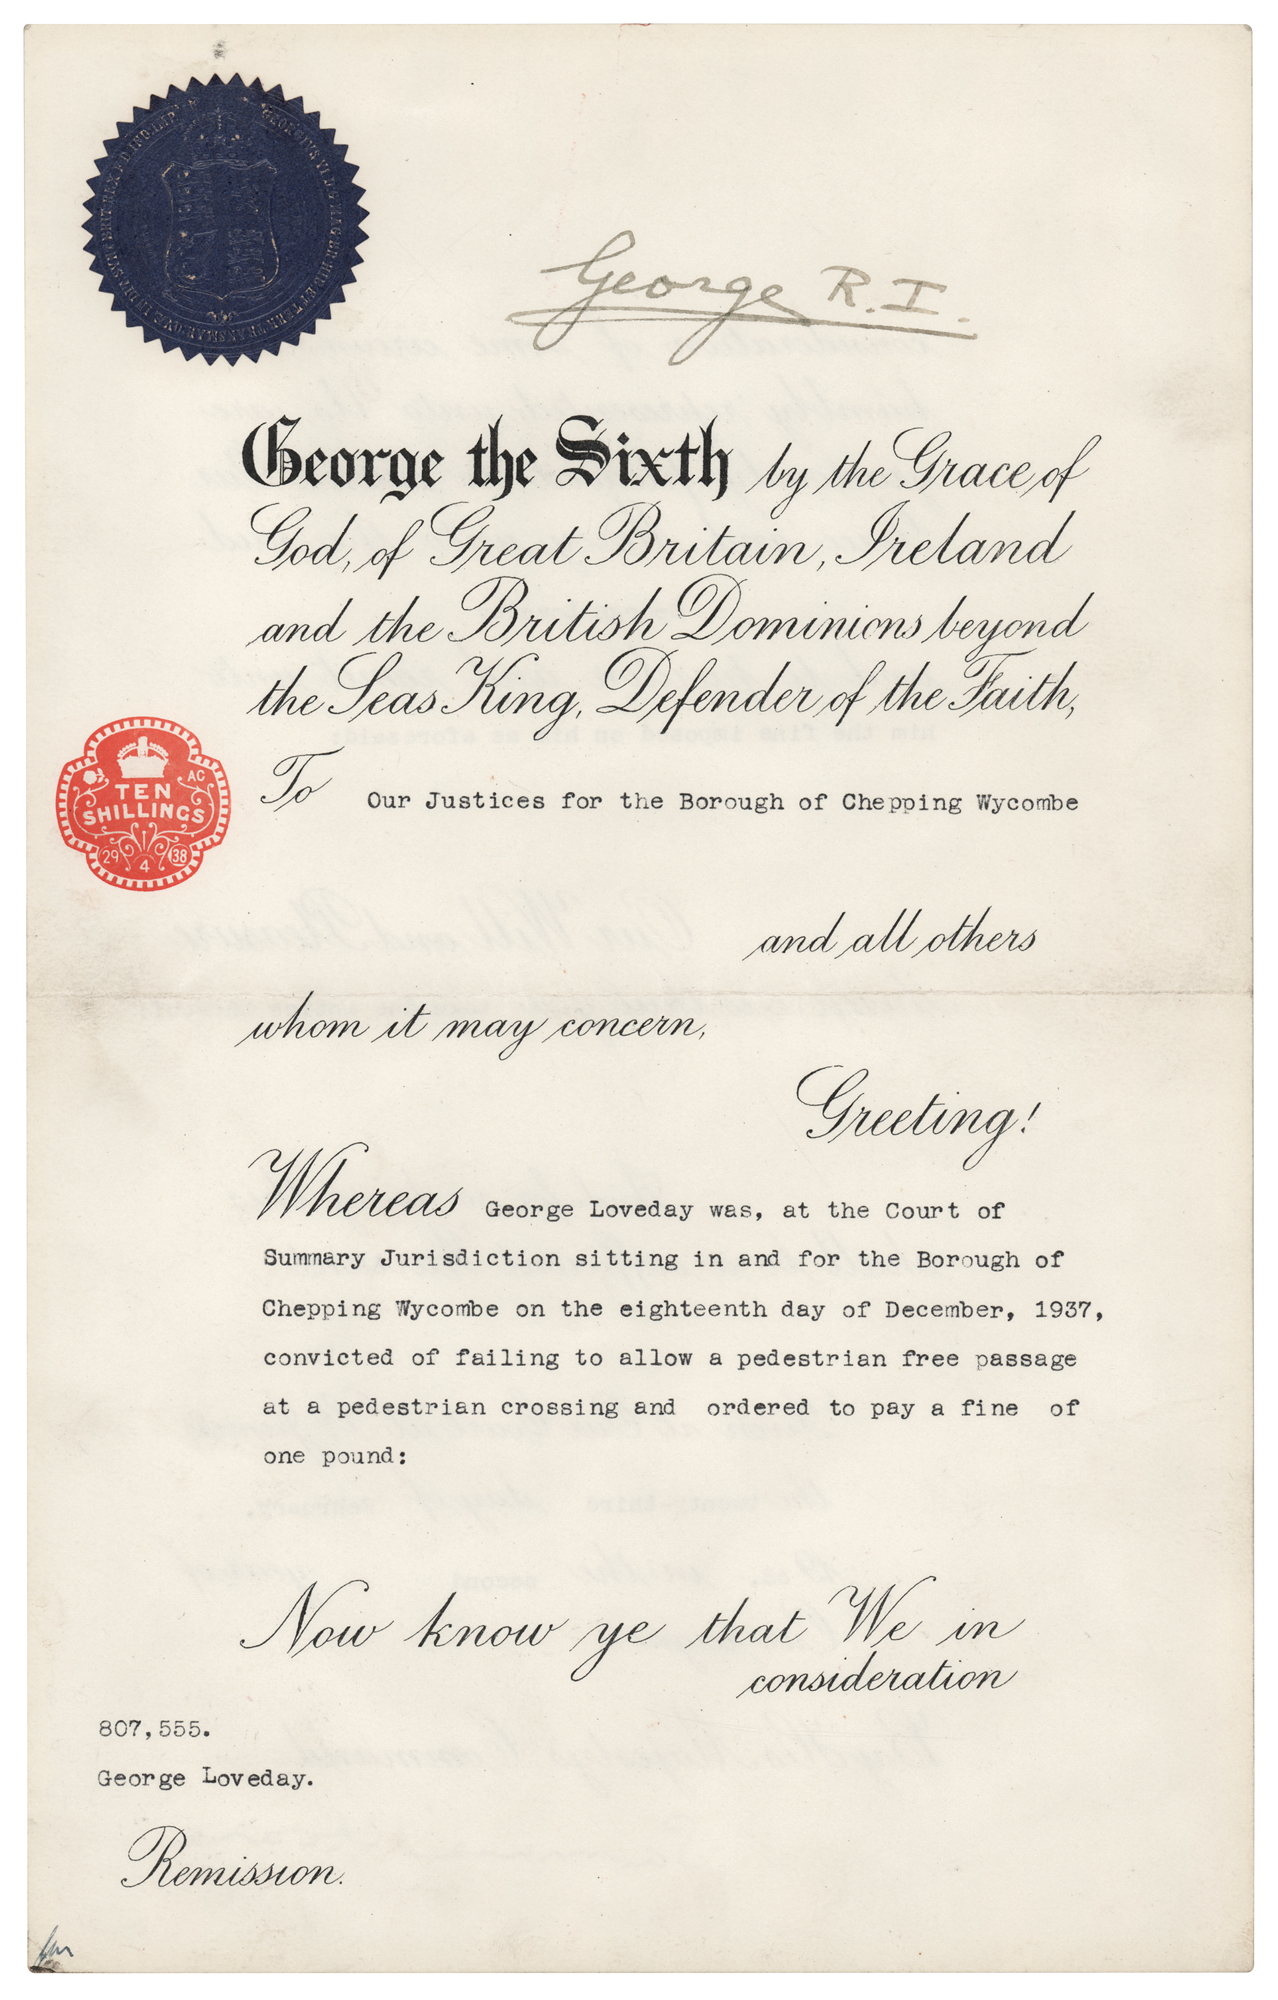 George R.I.
George the Sixth by the Grace of
God, of Great Britain, Ireland
and the British Dominions beyond
the Seas King, Defender of the Faith,
TEN
SHILLINGS
AC
29 4 38
To Our Justices for the Borough of Chepping Wycombe
and all others
whom it may concern,
Greeting!
Whereas George Loveday was, at the Court of
Summary Jurisdiction sitting in and for the Borough of
Chepping Wycombe on the eighteenth day of December, 1937,
convicted of failing to allow a pedestrian free passage
at a pedestrian crossing and ordered to pay a fine of
one pound:
Now know ye that We in
consideration
807,555.
George Loveday.
Remission.